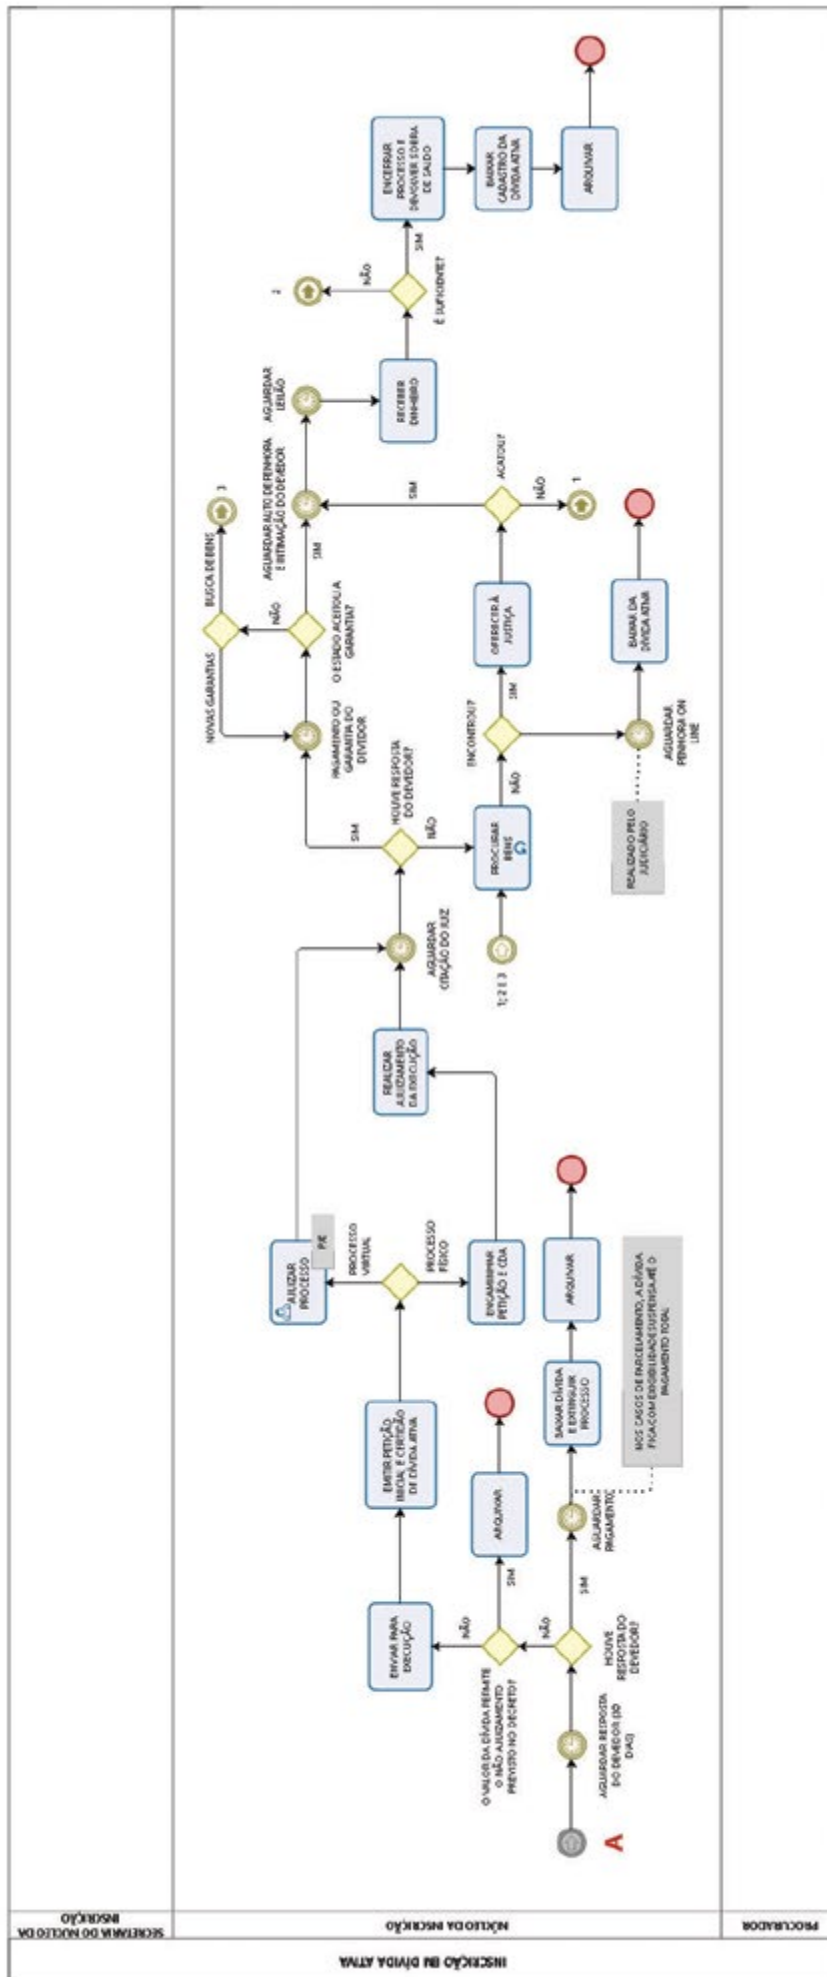 INSCRIÇÃO EM DÍVIDA ATIVA
SECRETARIA DO NÚCLEO DA
INSCRIÇÃO
NÚCLEO DA INSCRIÇÃO
PROCURADOR
A
AGUARDAR RESPOSTA
DO DEVEDOR (30
DIAS)
HOUVE
RESPOSTA DO
DEVEDOR?
SIM
NÃO
AGUARDAR
PAGAMENTO
NOS CASOS DE PARCELAMENTO, A DÍVIDA
FICA COM EXIGIBILIDADE SUSPENSA ATÉ O
PAGAMENTO TOTAL
BAIXAR DÍVIDA
E EXTINGUIR
PROCESSO
ARQUIVAR
O VALOR DA DÍVIDA PERMITE
O NÃO AJUIZAMENTO
PREVISTO NO DECRETO?
SIM
ARQUIVAR
NÃO
ENVIAR PARA
EXECUÇÃO
EMITIR PETIÇÃO
INICIAL E CERTIDÃO
DE DÍVIDA ATIVA
PROCESSO
VIRTUAL
PROCESSO
FÍSICO
AJUIZAR
PROCESSO
PJE
ENCAMINHAR
PETIÇÃO E CDA
REALIZAR
AJUIZAMENTO
DA EXECUÇÃO
AGUARDAR
CITAÇÃO DO JUIZ
HOUVE RESPOSTA
DO DEVEDOR?
SIM
NÃO
1; 2 E 3
PROCURAR
BENS
NÃO
ENCONTROU?
SIM
OFERECER À
JUSTIÇA
ACATOU?
SIM
NÃO
1
AGUARDAR
PENHORA ON
LINE
REALIZADO PELO
JUDICIÁRIO
BAIXAR DA
DÍVIDA ATIVA
PAGAMENTO OU
GARANTIA DO
DEVEDOR
O ESTADO ACEITOU A
GARANTIA?
NÃO
SIM
NOVAS GARANTIAS
BUSCA DE BENS
3
AGUARDAR ALTO DE PENHORA
E INTIMAÇÃO DO DEVEDOR
AGUARDAR
LEILÃO
RECEBER
DINHEIRO
É SUFICIENTE?
NÃO
2
SIM
ENCERRAR
PROCESSO E
DEVOLVER SOBRA
DE SALDO
BAIXAR
CADASTRO DA
DÍVIDA ATIVA
ARQUIVAR